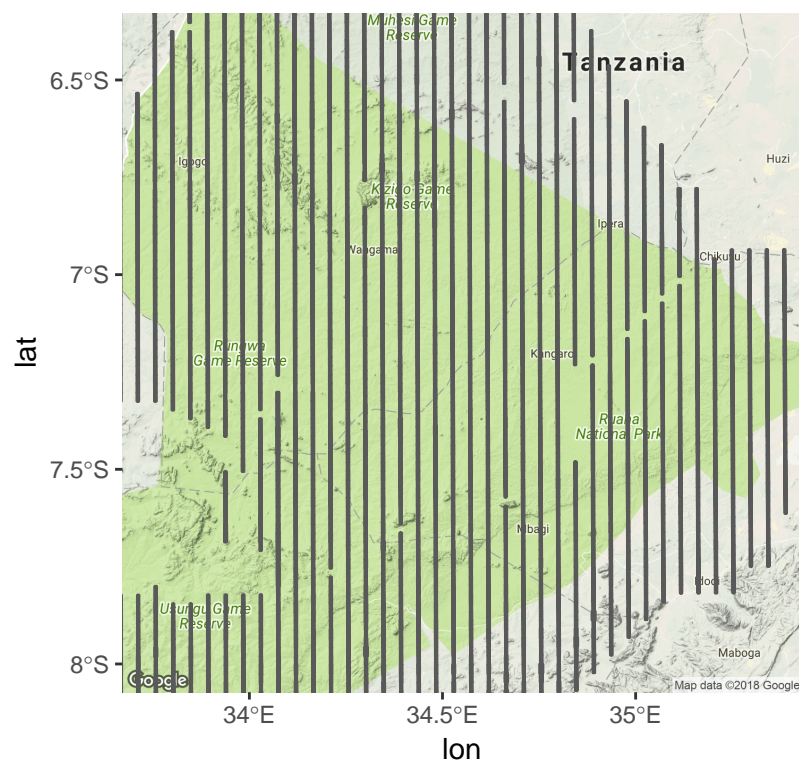 Muhesi Game
Reserve
Tanzania
6.5°S
Igogo
Huzi
Kizigo Game
Reserve
Ipera
Wangama
Chikuyu
7°S
Rungwa
Game Reserve
Kangaro
lat
Ruaha
National Park
7.5°S
Mbagi
Idodi
Usungu Game
Reserve
Maboga
8°S
Google
Map data ©2018 Google
34°E
34.5°E
35°E
lon